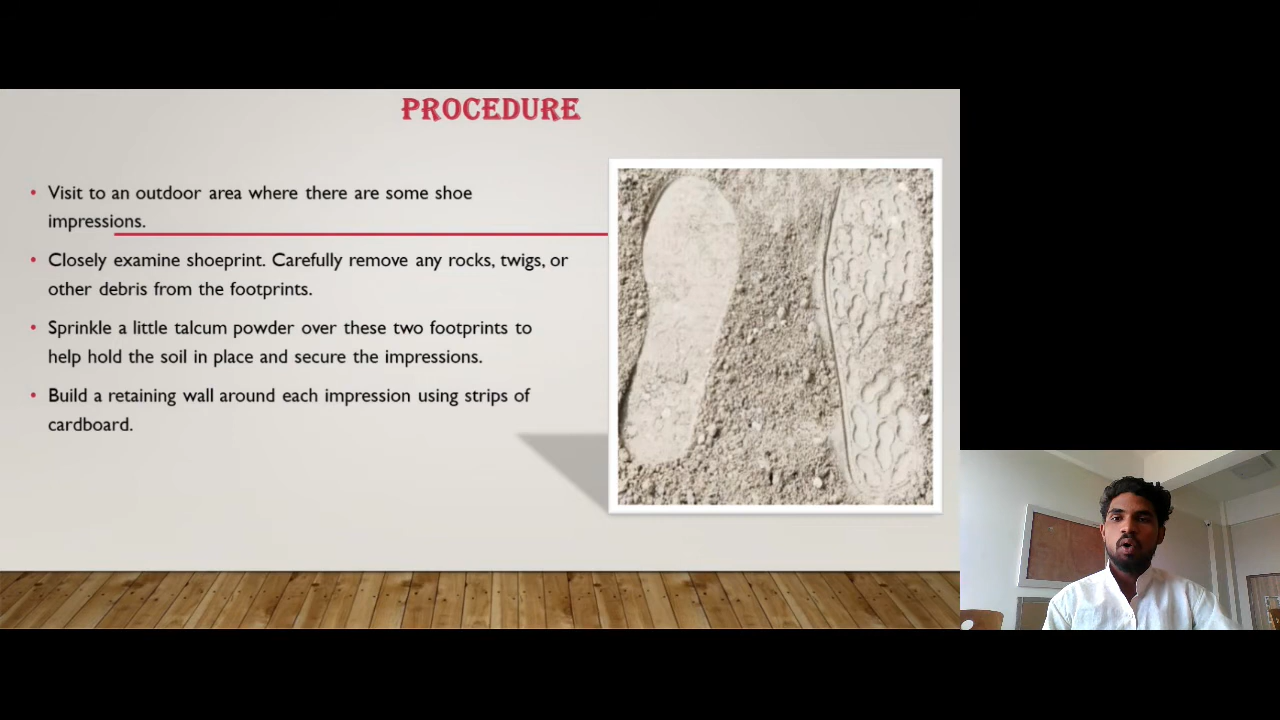 PROCEDURE
• Visit to an outdoor area where there are some shoe
impressions.
• Closely examine shoeprint. Carefully remove any rocks, twigs, or
other debris from the footprints.
• Sprinkle a little talcum powder over these two footprints to
help hold the soil in place and secure the impressions.
• Build a retaining wall around each impression using strips of
cardboard.